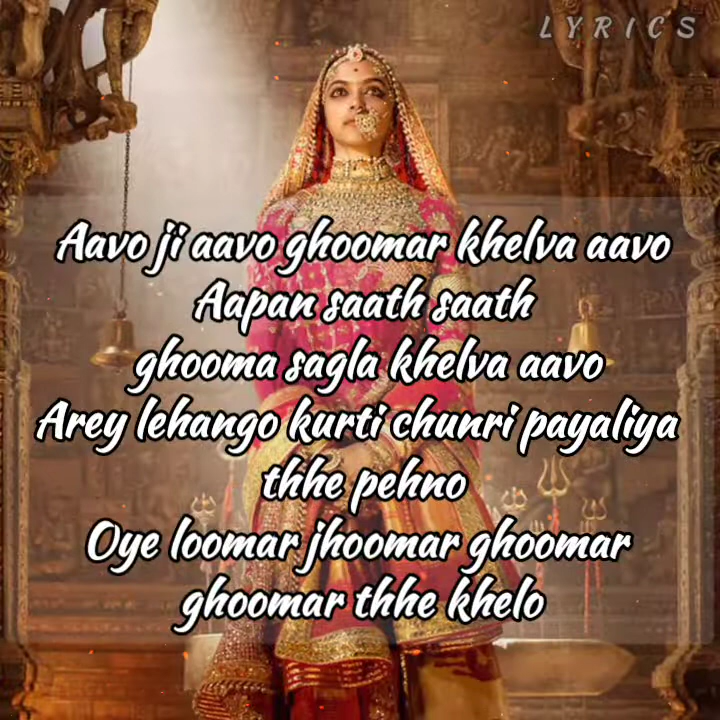 LYRICS
Aavo ji aavo ghoomar khelva aavo
Aapan saath saath
ghooma sagla khelva aavo
Arey lehango kurti chunri payaliya
thhe pehno
Oye loomar jhoomar ghoomar
ghoomar thhe khelo